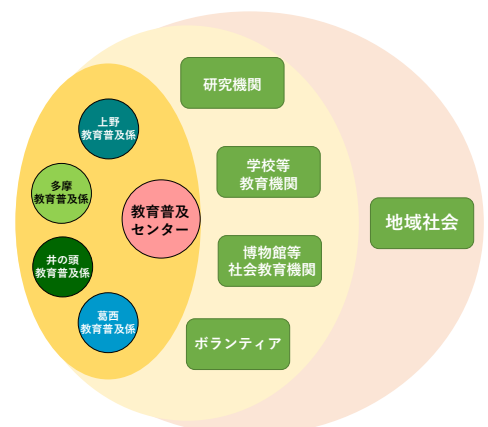 上野
教育普及係
多摩
教育普及係
井の頭
教育普及係
葛西
教育普及係
教育普及
センター
研究機関
学校等
教育機関
博物館等
社会教育機関
ボランティア
地域社会